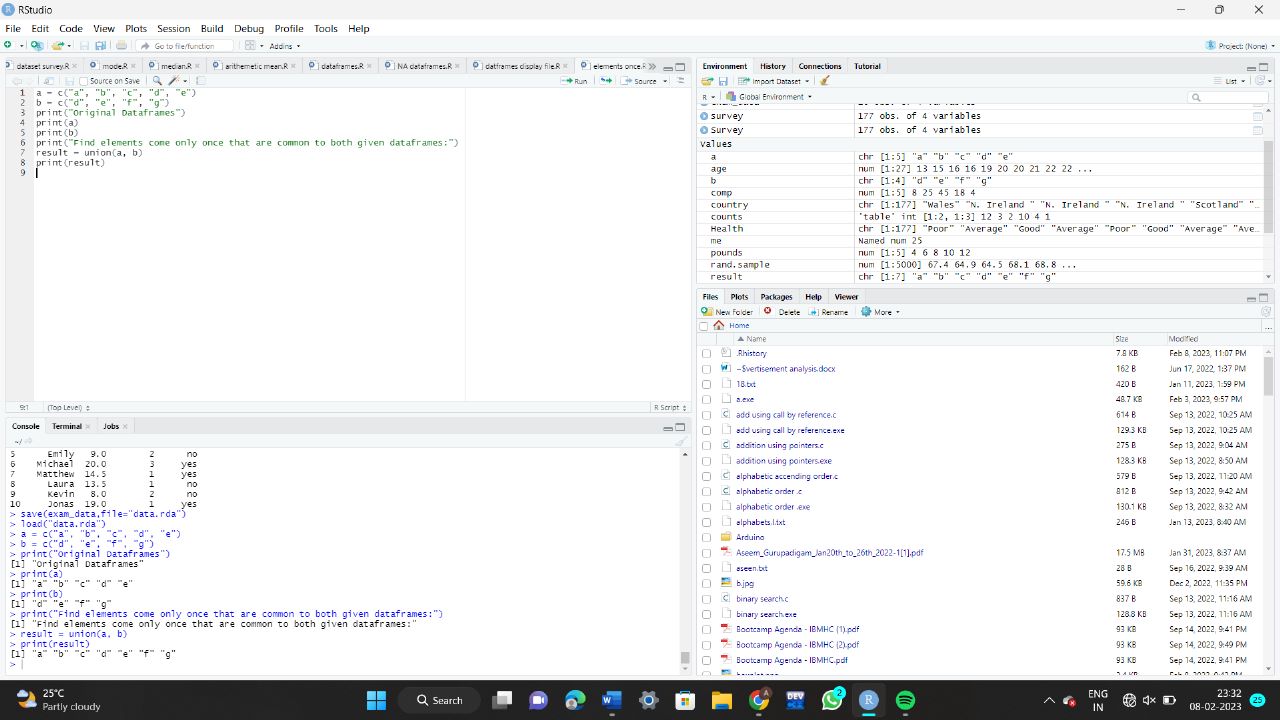 RStudio
File Edit Code View Plots Session Build Debug Profile Tools Help
Go to file/function Addins Project: (None)
dataset survey.R mode.R median.R arithmetic mean.R dataframes.R NA dataframes.R datframes display file.R elements once.R
Source on Save Run Source
1 a = c("a", "b", "c", "d", "e")
2 b = c("d", "e", "f", "g")
3 print("Original Dataframes")
4 print(a)
5 print(b)
6 print("Find elements come only once that are common to both given dataframes:")
7 result = union(a, b)
8 print(result)
9
9:1 (Top Level) R Script
Console Terminal Jobs
~/
5 Emily 9.0 2 no
6 Michael 20.0 3 yes
7 Matthew 14.5 1 yes
8 Laura 13.5 1 no
9 Kevin 8.0 2 no
10 Jonas 19.0 1 yes
> save(exam_data,file="data.rda")
> load("data.rda")
> a = c("a", "b", "c", "d", "e")
> b = c("d", "e", "f", "g")
> print("Original Dataframes")
[1] "Original Dataframes"
> print(a)
[1] "a" "b" "c" "d" "e"
> print(b)
[1] "d" "e" "f" "g"
> print("Find elements come only once that are common to both given dataframes:")
[1] "Find elements come only once that are common to both given dataframes:"
> result = union(a, b)
> print(result)
[1] "a" "b" "c" "d" "e" "f" "g"
>
Environment History Connections Tutorial
Import Dataset List
R Global Environment
survey 177 obs. of 4 variables
Survey 177 obs. of 4 variables
Values
a chr [1:5] "a" "b" "c" "d" "e"
age num [1:27] 13 15 16 16 19 20 20 21 22 22 ...
b chr [1:4] "d" "e" "f" "g"
comp num [1:5] 8 25 45 18 4
country chr [1:177] "Wales" "N. Ireland " "N. Ireland " "N. Ireland " "Scotland" "…
counts 'table' int [1:2, 1:3] 12 3 2 10 4 1
Health chr [1:177] "Poor" "Average" "Good" "Average" "Poor" "Good" "Average" "Ave…
me Named num 25
pounds num [1:5] 4 6 8 10 12
rand.sample num [1:5000] 67.4 64.9 64.5 68.1 68.8 ...
result chr [1:7] "a" "b" "c" "d" "e" "f" "g"
Files Plots Packages Help Viewer
New Folder Delete Rename More
Home ...
Name Size Modified
.Rhistory 7.8 KB Feb 8, 2023, 11:07 PM
~$vertisement analysis.docx 162 B Jun 17, 2022, 1:37 PM
18.txt 420 B Jan 11, 2023, 1:59 PM
a.exe 48.7 KB Feb 3, 2023, 9:57 PM
add using call by reference.c 614 B Sep 13, 2022, 10:25 AM
add using call by reference.exe 129.3 KB Sep 13, 2022, 10:25 AM
addition using pointers.c 275 B Sep 13, 2022, 9:04 AM
addition using pointers.exe 128.3 KB Sep 13, 2022, 8:50 AM
alphabetic accending order.c 579 B Sep 13, 2022, 11:20 AM
alphabetic order .c 812 B Sep 13, 2022, 9:42 AM
alphabetic order .exe 130.1 KB Sep 13, 2022, 8:32 AM
alphabets.l.txt 246 B Jan 13, 2023, 8:40 AM
Arduino
Aseem_Gurupadigam_Jan20th_to_26th_2022-1[1].pdf 17.5 MB Jan 31, 2023, 8:37 AM
aseen.txt 28 B Sep 16, 2022, 9:39 AM
b.jpg 59.6 KB Dec 2, 2022, 11:35 PM
binary search.c 837 B Sep 13, 2022, 11:16 AM
binary search.exe 128.8 KB Sep 13, 2022, 11:16 AM
Bootcamp Agenda - IBMHC (1).pdf 93 KB Sep 14, 2022, 9:41 PM
Bootcamp Agenda - IBMHC (2).pdf 93 KB Sep 14, 2022, 9:49 PM
Bootcamp Agenda - IBMHC.pdf 93 KB Sep 14, 2022, 9:41 PM
25°C
Partly cloudy
Search
DEV
2
ENG
IN
23:32
08-02-2023
25